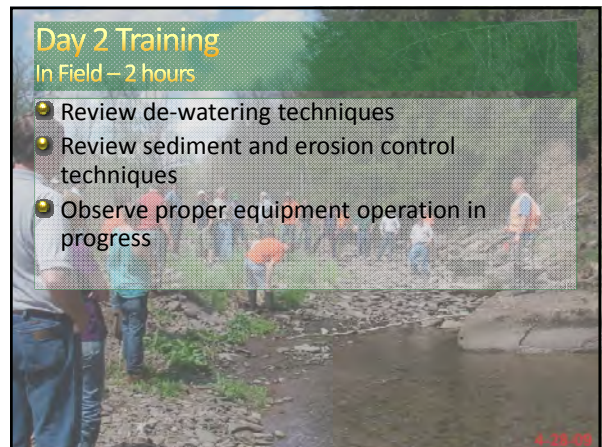 Day 2 Training
In Field – 2 hours
Review de-watering techniques
Review sediment and erosion control
techniques
Observe proper equipment operation in
progress